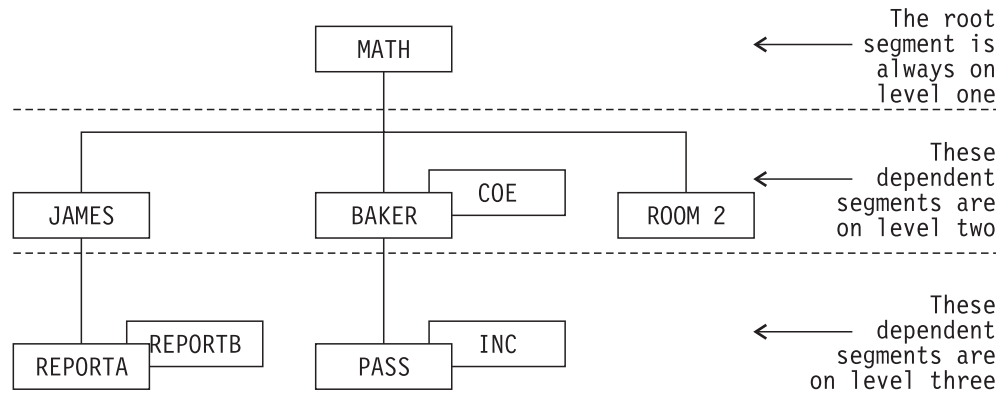 The root
segment is
always on
level one
MATH
These
dependent
segments are
on level two
JAMES
BAKER
COE
ROOM 2
These
dependent
segments are
on level three
REPORTA
REPORTB
PASS
INC